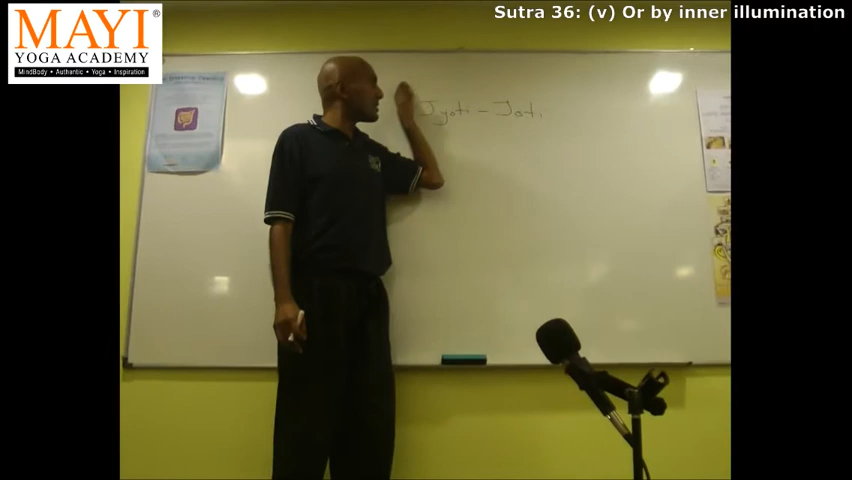 Sutra 36: (v) Or by inner illumination
MAYI®
YOGA ACADEMY
MindBody • Authentic • Yoga • Inspiration
Jyoti - Joti